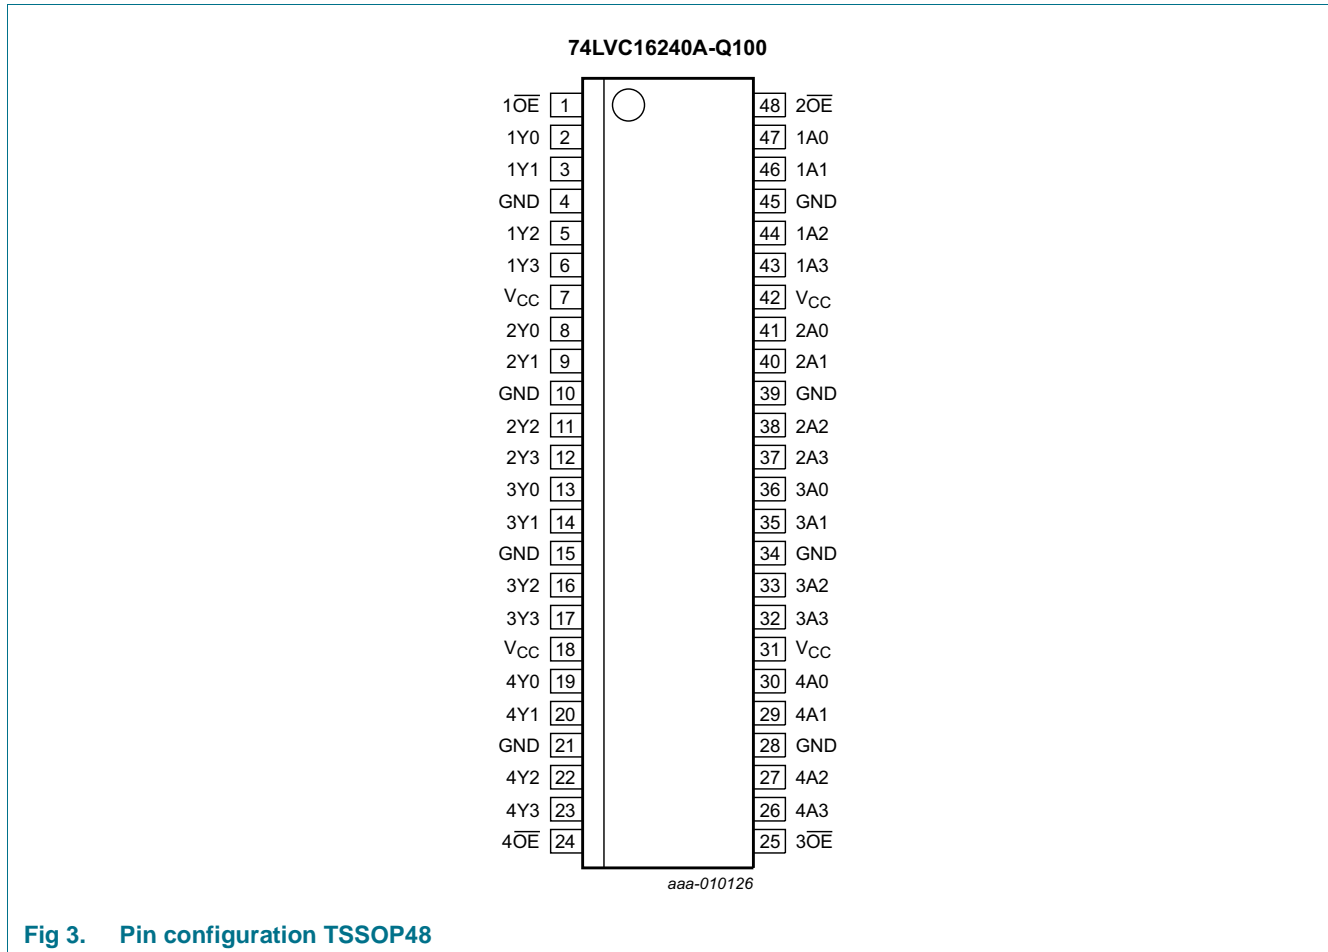 74LVC16240A-Q100
1O̅E̅ 1 48 2O̅E̅
1Y0 2 47 1A0
1Y1 3 46 1A1
GND 4 45 GND
1Y2 5 44 1A2
1Y3 6 43 1A3
VCC 7 42 VCC
2Y0 8 41 2A0
2Y1 9 40 2A1
GND 10 39 GND
2Y2 11 38 2A2
2Y3 12 37 2A3
3Y0 13 36 3A0
3Y1 14 35 3A1
GND 15 34 GND
3Y2 16 33 3A2
3Y3 17 32 3A3
VCC 18 31 VCC
4Y0 19 30 4A0
4Y1 20 29 4A1
GND 21 28 GND
4Y2 22 27 4A2
4Y3 23 26 4A3
4O̅E̅ 24 25 3O̅E̅
aaa-010126
Fig 3. Pin configuration TSSOP48